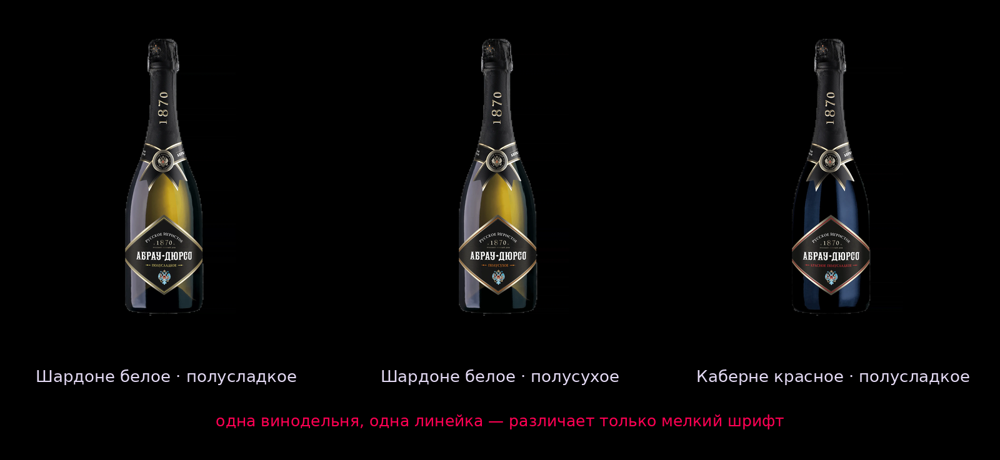 1870
1870
1870
РУССКОЕ ИГРИСТОЕ
1870
АБРАУ-ДЮРСО
ПОЛУСЛАДКОЕ
РУССКОЕ ИГРИСТОЕ
1870
АБРАУ-ДЮРСО
ПОЛУСУХОЕ
РУССКОЕ ИГРИСТОЕ
1870
АБРАУ-ДЮРСО
КРАСНОЕ ПОЛУСЛАДКОЕ
Шардоне белое · полусладкое
Шардоне белое · полусухое
Каберне красное · полусладкое
одна винодельня, одна линейка — различает только мелкий шрифт